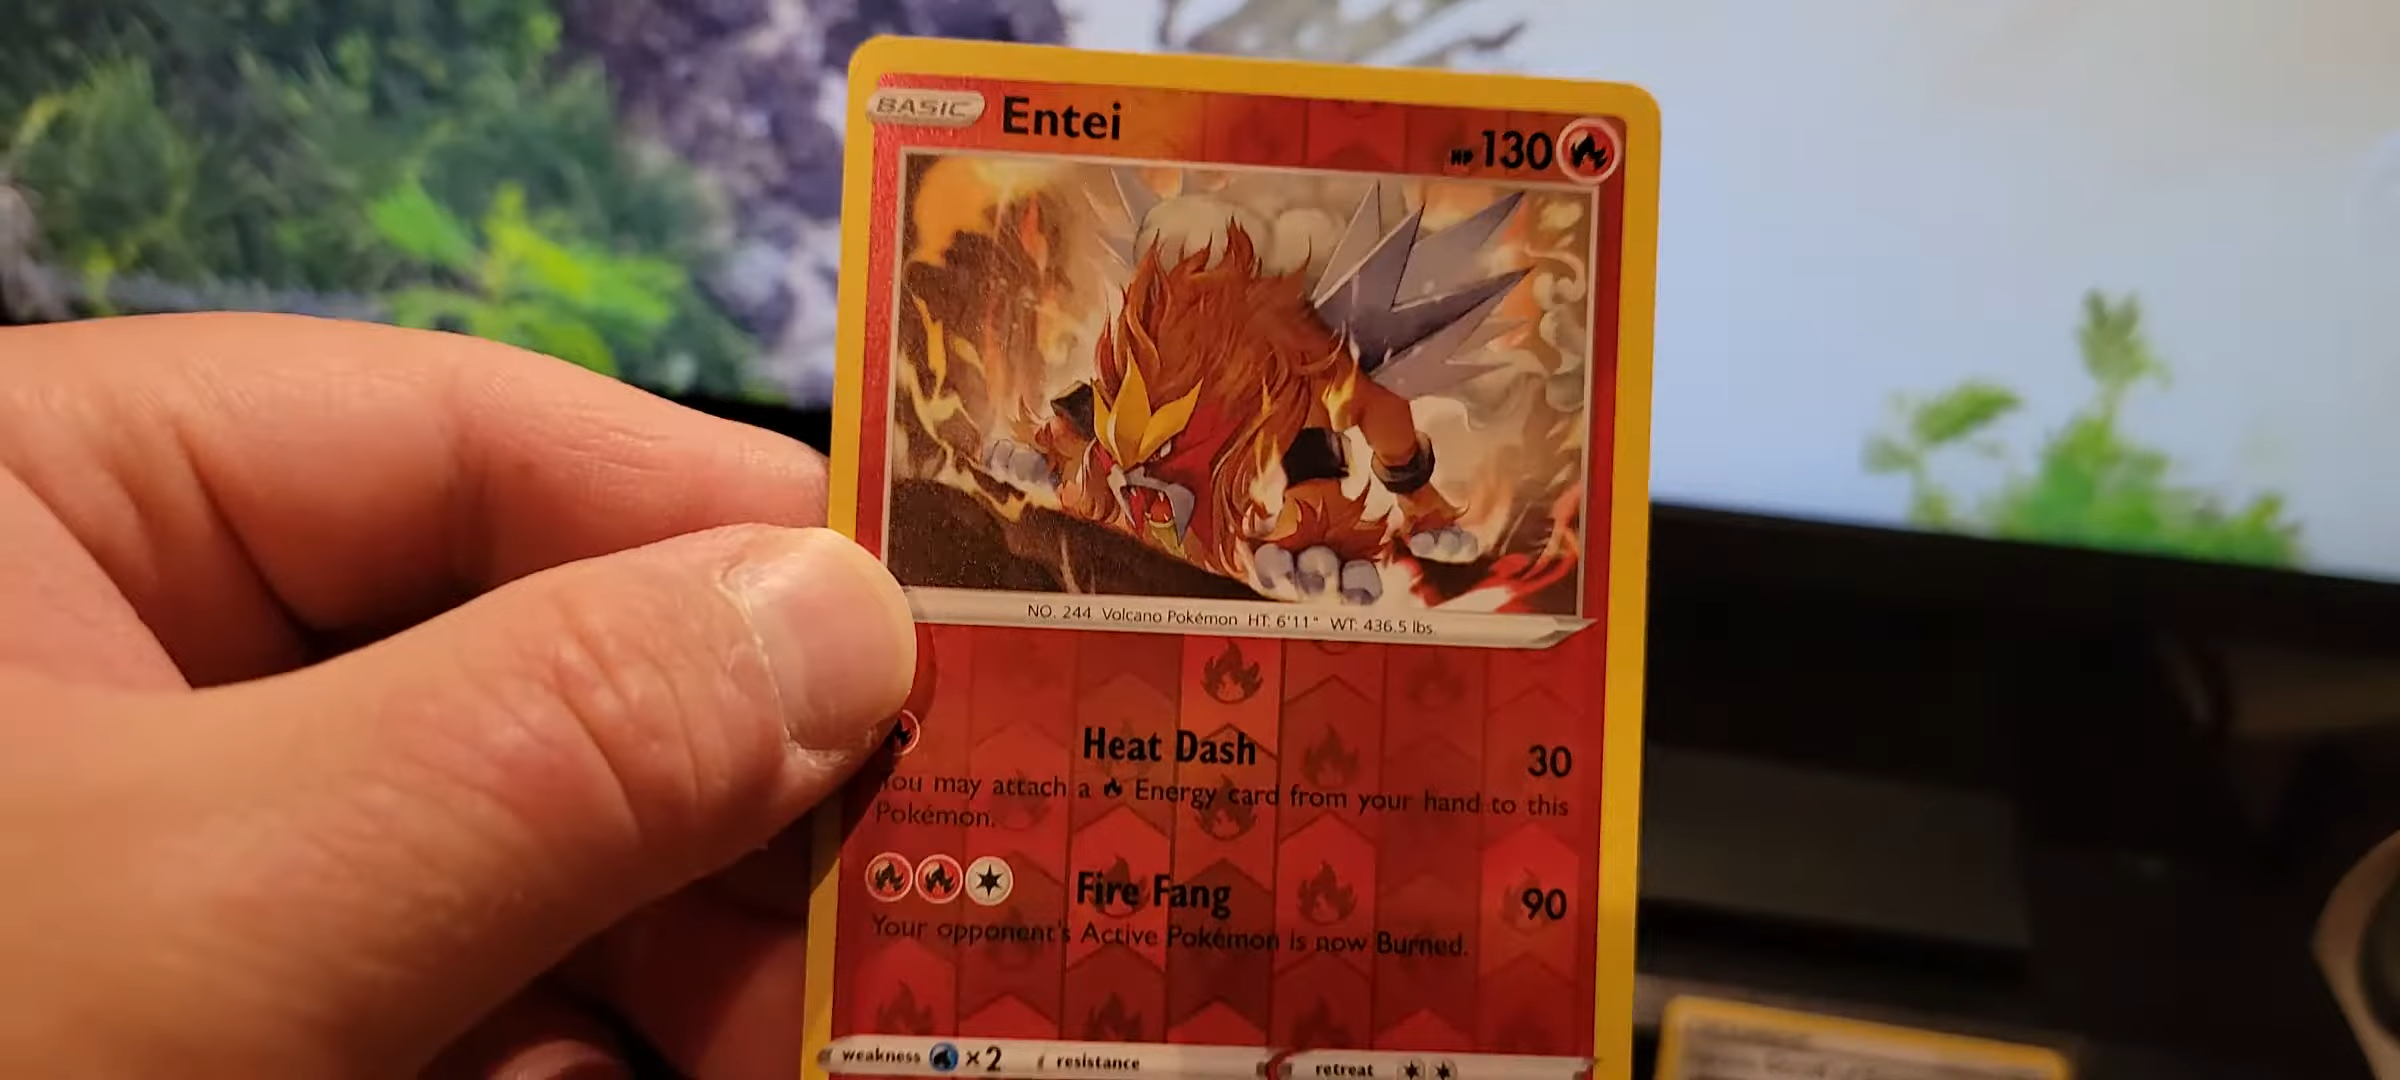 BASIC Entei HP 130
NO. 244 Volcano Pokémon HT: 6'11" WT: 436.5 lbs.
Heat Dash 30
You may attach a Energy card from your hand to this
Pokémon.
Fire Fang 90
Your opponent's Active Pokémon is now Burned.
weakness ×2 resistance retreat